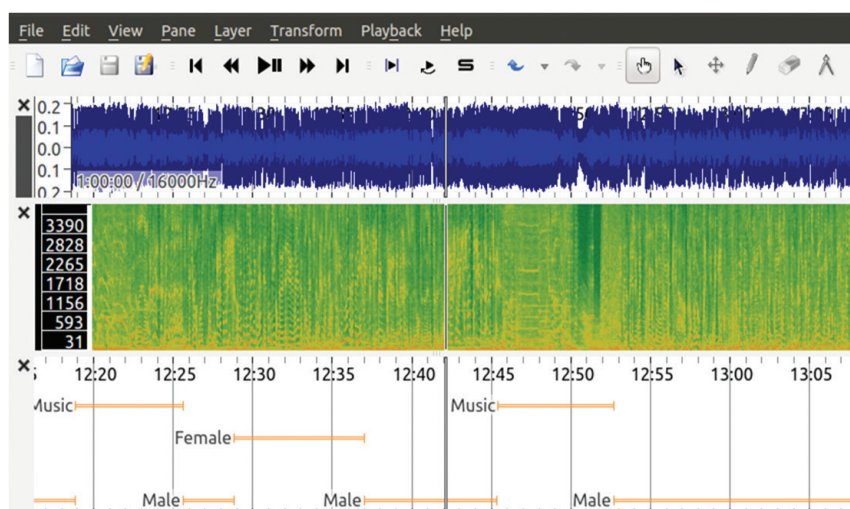 File Edit View Pane Layer Transform Playback Help
0.2
0.1
0.0
0.1
0.2
1:00:00 / 16000Hz
3390
2828
2265
1718
1156
593
31
12:20 12:25 12:30 12:35 12:40 12:45 12:50 12:55 13:00 13:05
Music Music
Female
Male Male Male